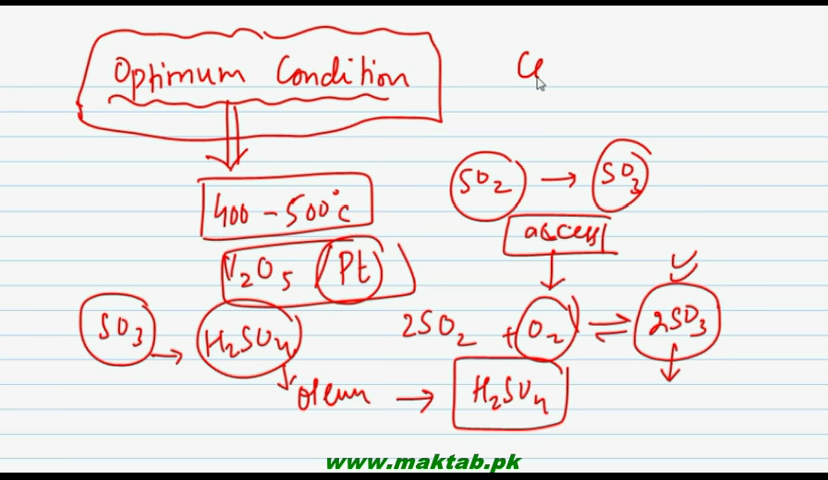 Optimum Condition
400 - 500°C
V2O5 Pt
SO2 → SO3
access
2SO2 + O2 ⇌ 2SO3
SO3 → H2SO4
oleum → H2SO4
www.maktab.pk